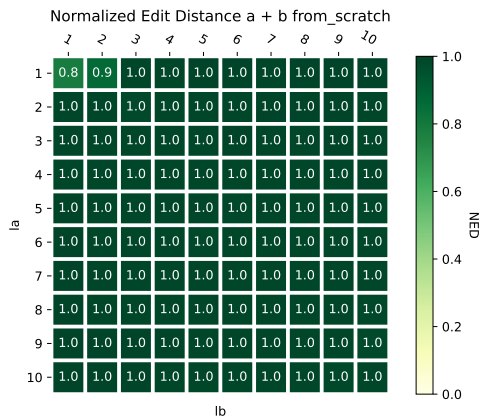 Normalized Edit Distance a + b from_scratch
1 2 3 4 5 6 7 8 9 10
1 0.8 0.9 1.0 1.0 1.0 1.0 1.0 1.0 1.0 1.0
2 1.0 1.0 1.0 1.0 1.0 1.0 1.0 1.0 1.0 1.0
3 1.0 1.0 1.0 1.0 1.0 1.0 1.0 1.0 1.0 1.0
4 1.0 1.0 1.0 1.0 1.0 1.0 1.0 1.0 1.0 1.0
5 1.0 1.0 1.0 1.0 1.0 1.0 1.0 1.0 1.0 1.0
6 1.0 1.0 1.0 1.0 1.0 1.0 1.0 1.0 1.0 1.0
7 1.0 1.0 1.0 1.0 1.0 1.0 1.0 1.0 1.0 1.0
8 1.0 1.0 1.0 1.0 1.0 1.0 1.0 1.0 1.0 1.0
9 1.0 1.0 1.0 1.0 1.0 1.0 1.0 1.0 1.0 1.0
10 1.0 1.0 1.0 1.0 1.0 1.0 1.0 1.0 1.0 1.0
la
lb
1.0
0.8
0.6
0.4
0.2
0.0
NED